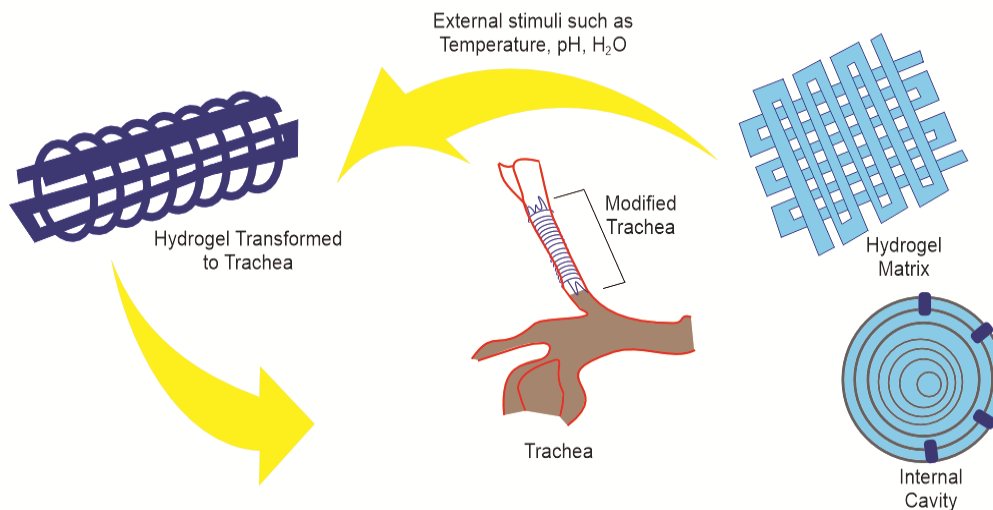 External stimuli such as
Temperature, pH, H₂O
Modified
Trachea
Hydrogel Transformed
to Trachea
Hydrogel
Matrix
Trachea
Internal
Cavity